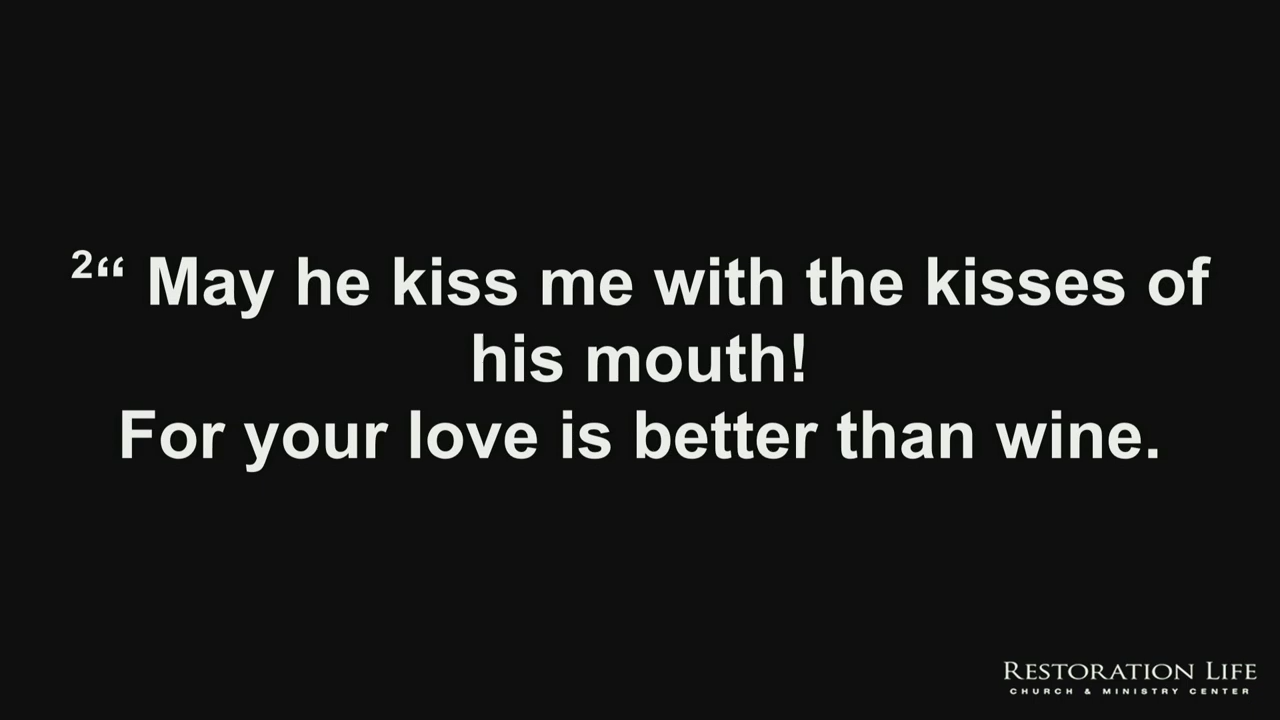 ²“ May he kiss me with the kisses of
his mouth!
For your love is better than wine.
RESTORATION LIFE
CHURCH & MINISTRY CENTER